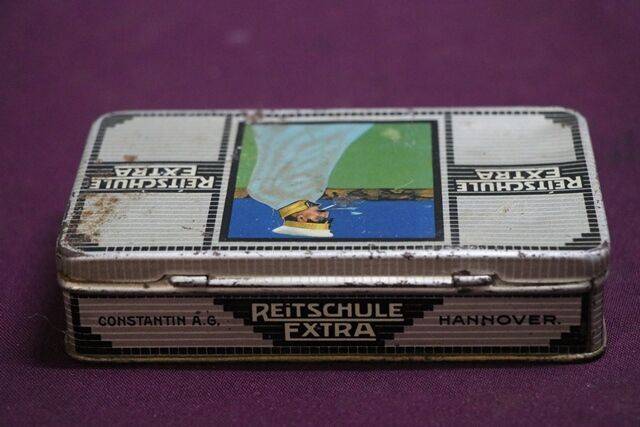 REiTSCHULE
EXTRA
REiTSCHULE
EXTRA
CONSTANTIN A.G.
REiTSCHULE
EXTRA
HANNOVER.